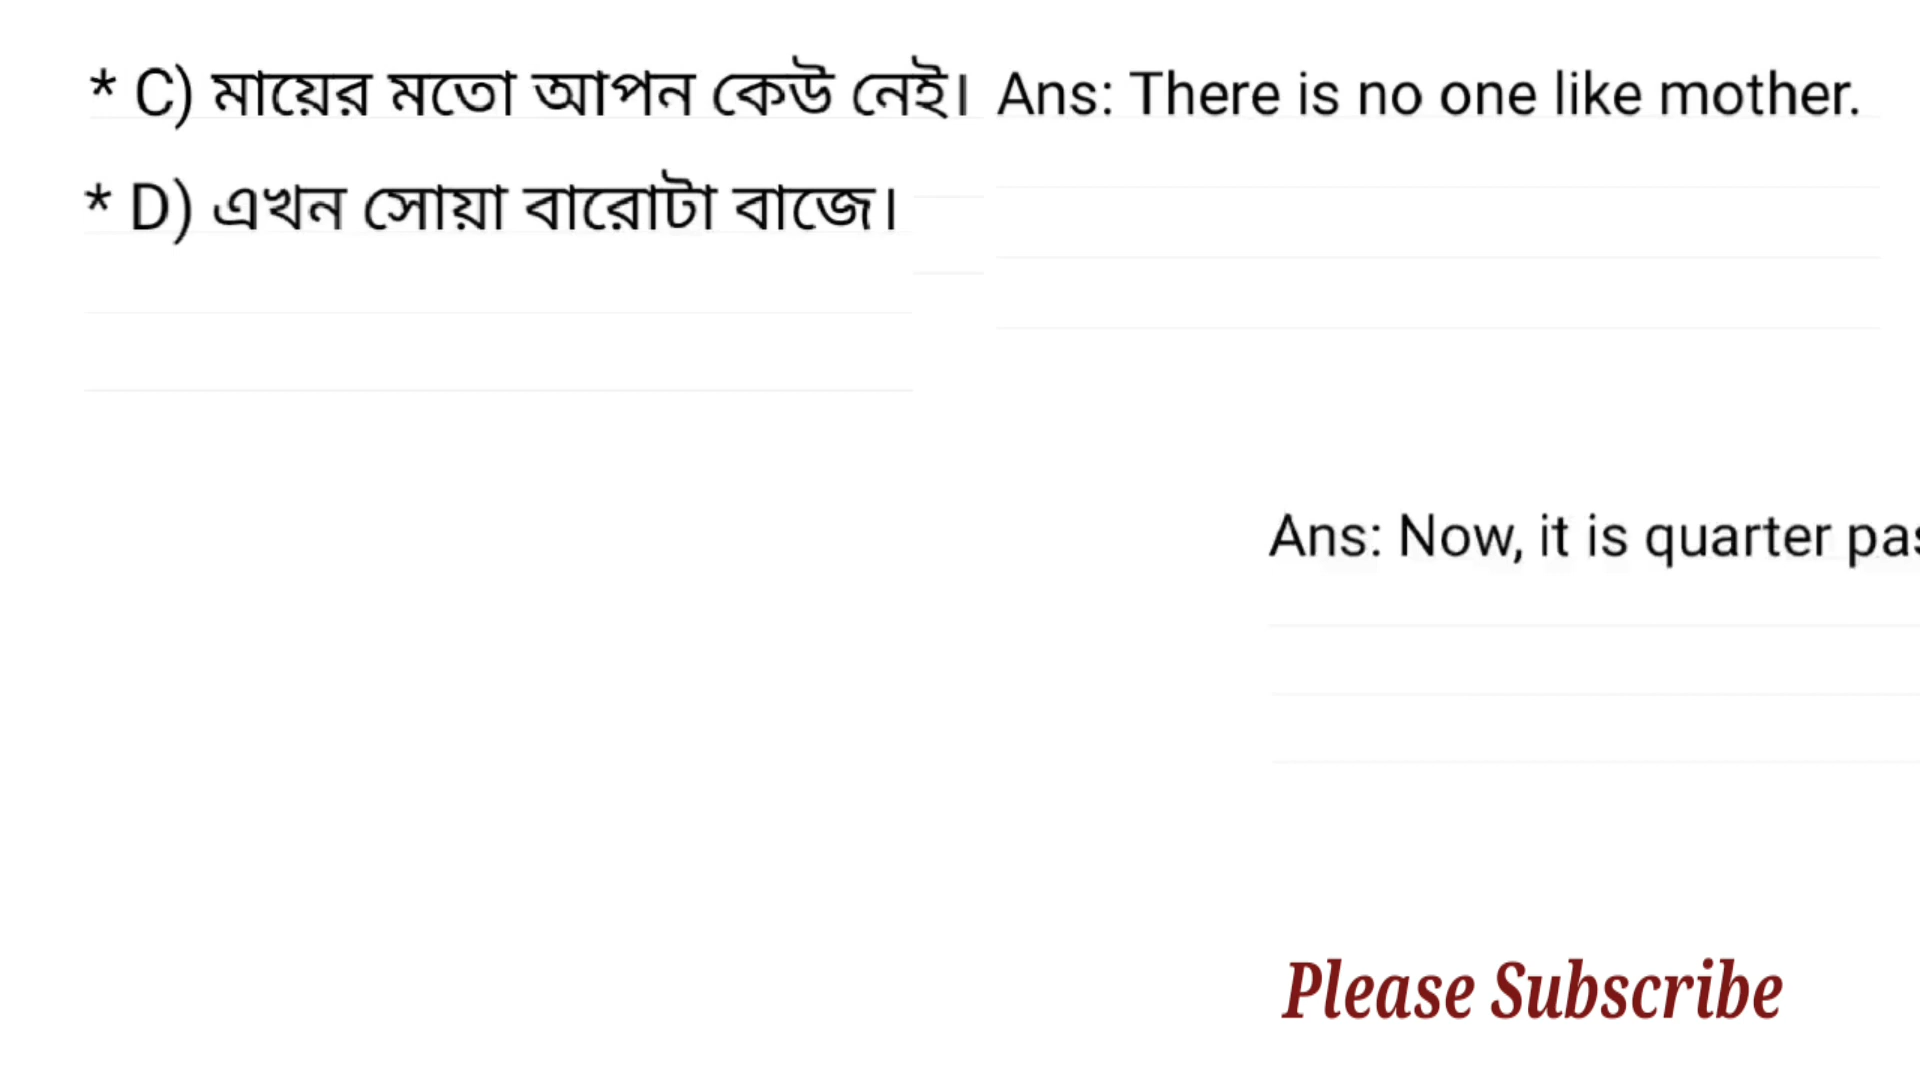 * C) মায়ের মতো আপন কেউ নেই। Ans: There is no one like mother.
* D) এখন সোয়া বারোটা বাজে।
Ans: Now, it is quarter
Please Subscribe